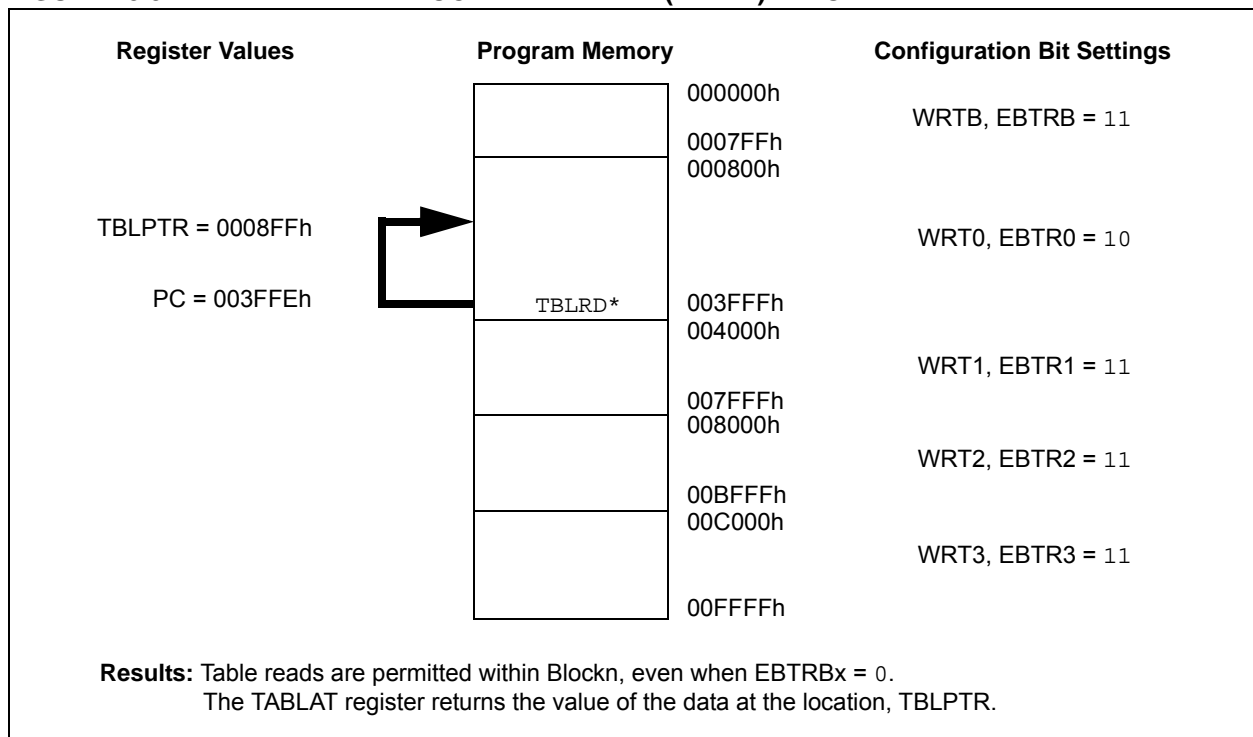 Register Values Program Memory Configuration Bit Settings
000000h
WRTB, EBTRB = 11
0007FFh
000800h
TBLPTR = 0008FFh
WRT0, EBTR0 = 10
PC = 003FFEh
TBLRD* 003FFFh
004000h
WRT1, EBTR1 = 11
007FFFh
008000h
WRT2, EBTR2 = 11
00BFFFh
00C000h
WRT3, EBTR3 = 11
00FFFFh
Results: Table reads are permitted within Blockn, even when EBTRBx = 0.
The TABLAT register returns the value of the data at the location, TBLPTR.